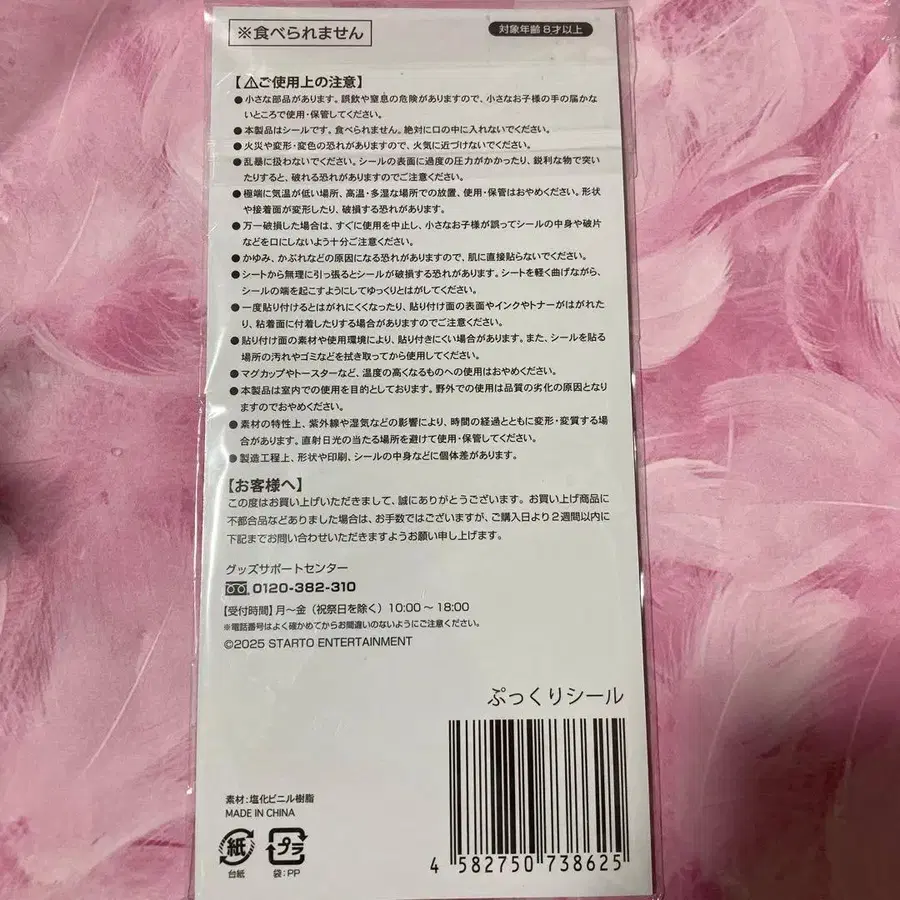 ※食べられません
対象年齢 8才以上
【⚠ご使用上の注意】
●小さな部品があります。誤飲や窒息の危険がありますので、小さなお子様の手の届かな
いところで使用・保管してください。
●本製品はシールです。食べられません。絶対に口の中に入れないでください。
●火災や変形・変色の恐れがありますので、火気に近づけないでください。
●乱暴に扱わないでください。シールの表面に過度の圧力がかかったり、鋭利な物で突い
たりすると、破れる恐れがありますのでご注意ください。
●極端に気温が低い場所、高温・多湿な場所での放置、使用・保管はおやめください。形状
や接着面が変形したり、破損する恐れがあります。
●万一破損した場合は、すぐに使用を中止し、小さなお子様が誤ってシールの中身や破片
などを口にしないよう十分ご注意ください。
●かゆみ、かぶれなどの原因になる恐れがありますので、肌に直接貼らないでください。
●シートから無理に引っ張るとシールが破損する恐れがあります。シートを軽く曲げながら、
シールの端を起こすようにしてゆっくりとはがしてください。
●一度貼り付けるとはがれにくくなったり、貼り付け面の表面やインクやトナーがはがれた
り、粘着面に付着したりする場合がありますのでご注意ください。
●貼り付け面の素材や使用環境により、貼り付きにくい場合があります。また、シールを貼る
場所の汚れやゴミなどを拭き取ってから使用してください。
●マグカップやトースターなど、温度の高くなるものへの使用はおやめください。
●本製品は室内での使用を目的としております。野外での使用は品質の劣化の原因となり
ますのでおやめください。
●素材の特性上、紫外線や湿気などの影響により、時間の経過とともに変形・変質する場
合があります。直射日光の当たる場所を避けて使用・保管してください。
●製造工程上、形状や印刷、シールの中身などに個体差があります。
【お客様へ】
この度はお買い上げいただきまして、誠にありがとうございます。お買い上げ商品に
不都合品などありました場合は、お手数ではございますが、ご購入日より2週間以内に
下記までお問い合わせいただきますようお願い申し上げます。
グッズサポートセンター
0120-382-310
【受付時間】月〜金（祝祭日を除く）10:00〜18:00
※電話番号はよく確かめてからお間違いのないようにご注意ください。
©2025 STARTO ENTERTAINMENT
ぷっくりシール
素材：塩化ビニル樹脂
MADE IN CHINA
紙
プラ
台紙
袋：PP
4 582750 738625